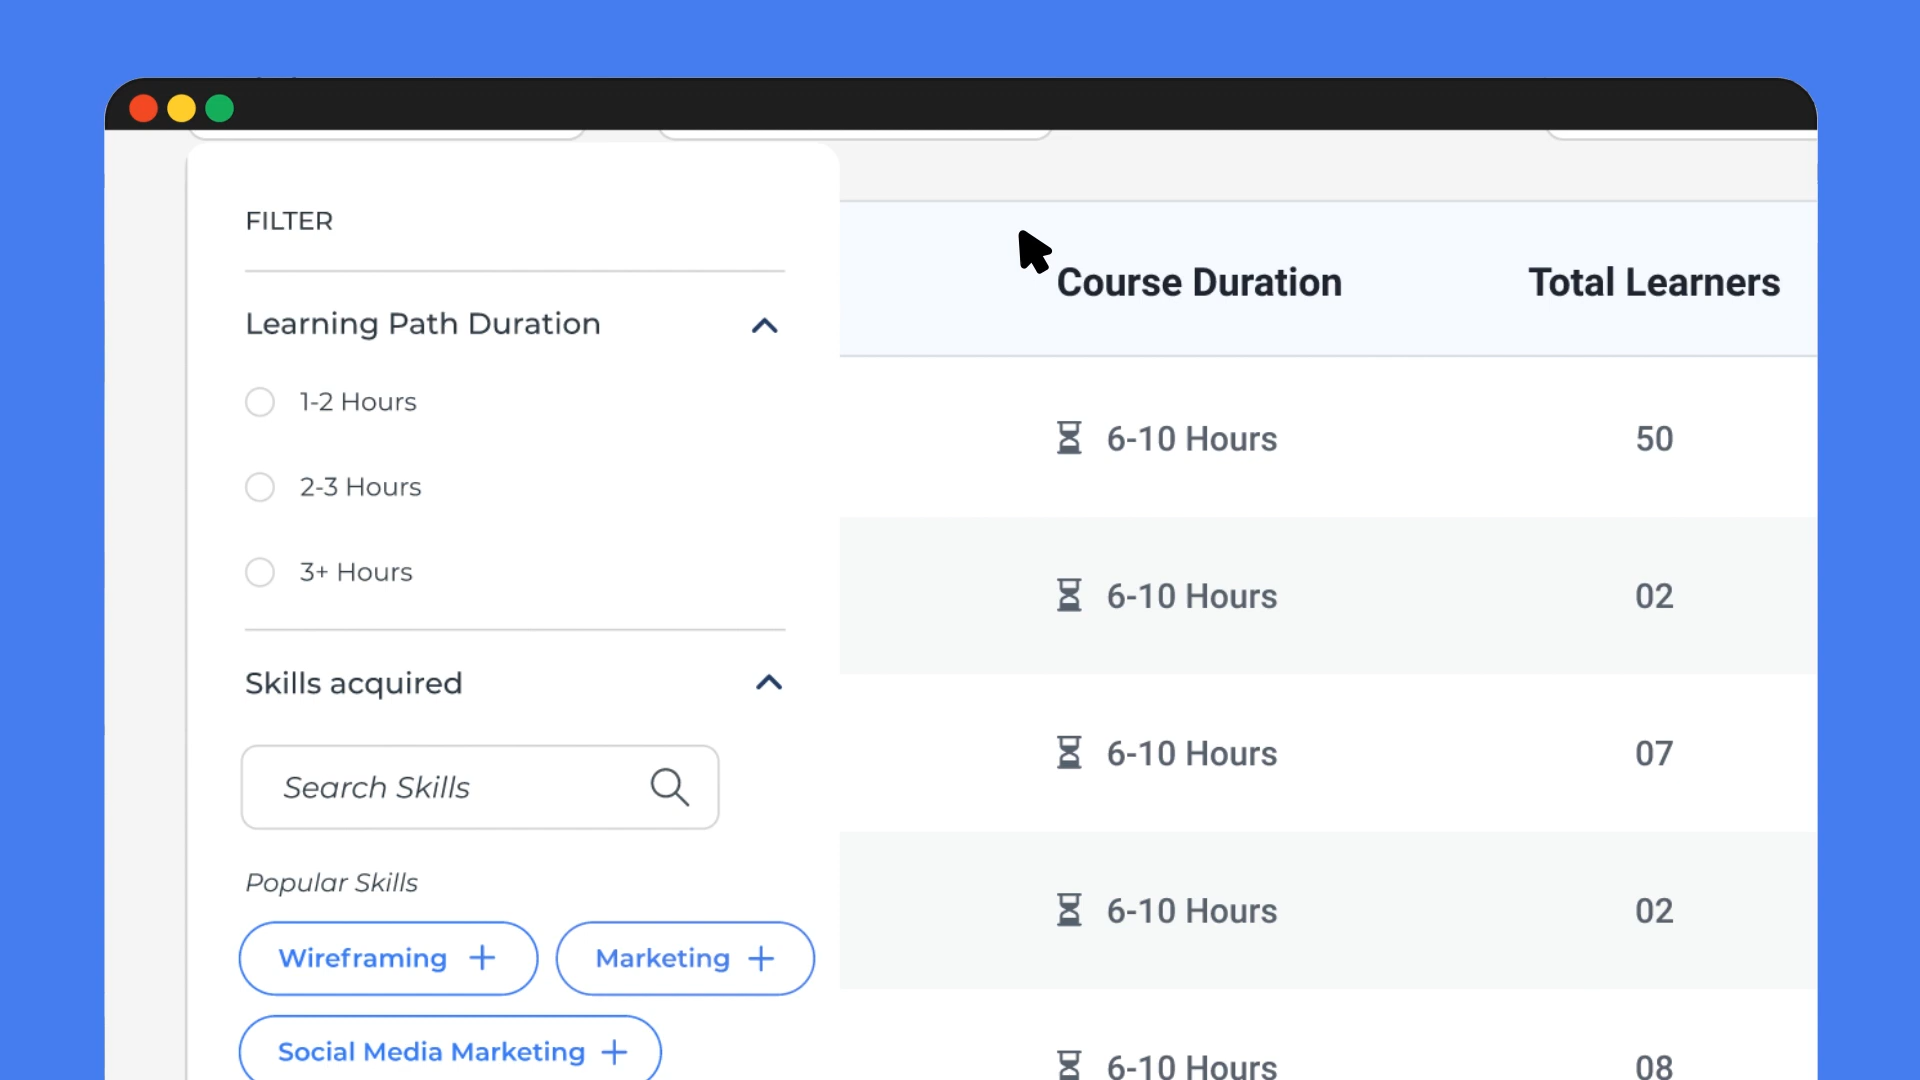 FILTER
Learning Path Duration
1-2 Hours
2-3 Hours
3+ Hours
Skills acquired
Search Skills
Popular Skills
Wireframing +
Marketing +
Social Media Marketing +
Course Duration Total Learners
6-10 Hours 50
6-10 Hours 02
6-10 Hours 07
6-10 Hours 02
6-10 Hours 08